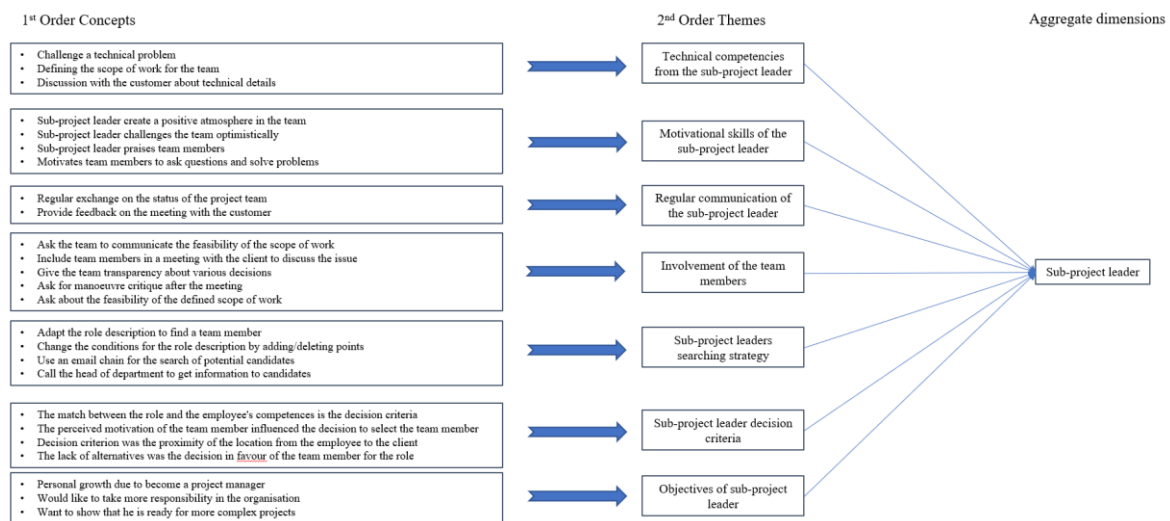 1st Order Concepts
2nd Order Themes
Aggregate dimensions
• Challenge a technical problem
• Defining the scope of work for the team
• Discussion with the customer about technical details
Technical competencies
from the sub-project leader
• Sub-project leader create a positive atmosphere in the team
• Sub-project leader challenges the team optimistically
• Sub-project leader praises team members
• Motivates team members to ask questions and solve problems
Motivational skills of the
sub-project leader
• Regular exchange on the status of the project team
• Provide feedback on the meeting with the customer
Regular communication of
the sub-project leader
• Ask the team to communicate the feasibility of the scope of work
• Include team members in a meeting with the client to discuss the issue
• Give the team transparency about various decisions
• Ask for manoeuvre critique after the meeting
• Ask about the feasibility of the defined scope of work
Involvement of the team
members
Sub-project leader
• Adapt the role description to find a team member
• Change the conditions for the role description by adding/deleting points
• Use an email chain for the search of potential candidates
• Call the head of department to get information to candidates
Sub-project leaders
searching strategy
• The match between the role and the employee's competences is the decision criteria
• The perceived motivation of the team member influenced the decision to select the team member
• Decision criterion was the proximity of the location from the employee to the client
• The lack of alternatives was the decision in favour of the team member for the role
Sub-project leader decision
criteria
• Personal growth due to become a project manager
• Would like to take more responsibility in the organisation
• Want to show that he is ready for more complex projects
Objectives of sub-project
leader